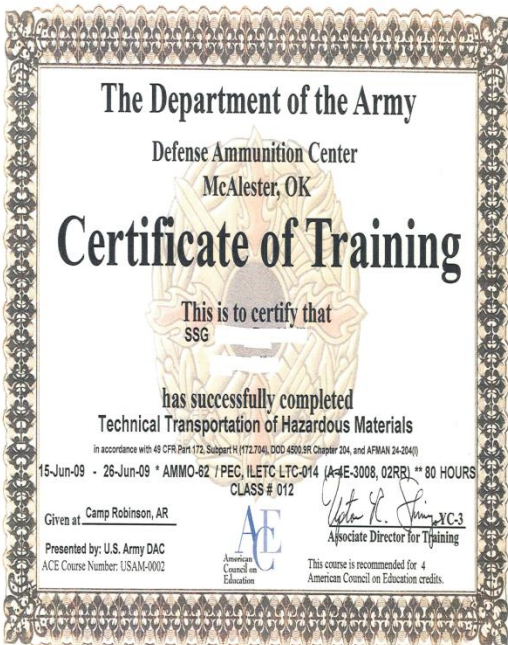 The Department of the Army
Defense Ammunition Center
McAlester, OK
Certificate of Training
This is to certify that
SSG
has successfully completed
Technical Transportation of Hazardous Materials
in accordance with 49 CFR Part 172, Subpart H (172.704), DOD 4500.9R Chapter 204, and AFMAN 24-204(I)
15-Jun-09 - 26-Jun-09 * AMMO-62 / PEC, ILETC LTC-014 (A-4E-3008, 02RR) ** 80 HOURS
CLASS # 012
Given at Camp Robinson, AR
YC-3
Associate Director for Training
Presented by: U.S. Army DAC
ACE Course Number: USAM-0002
ACE
American
Council on
Education
This course is recommended for 4
American Council on Education credits.